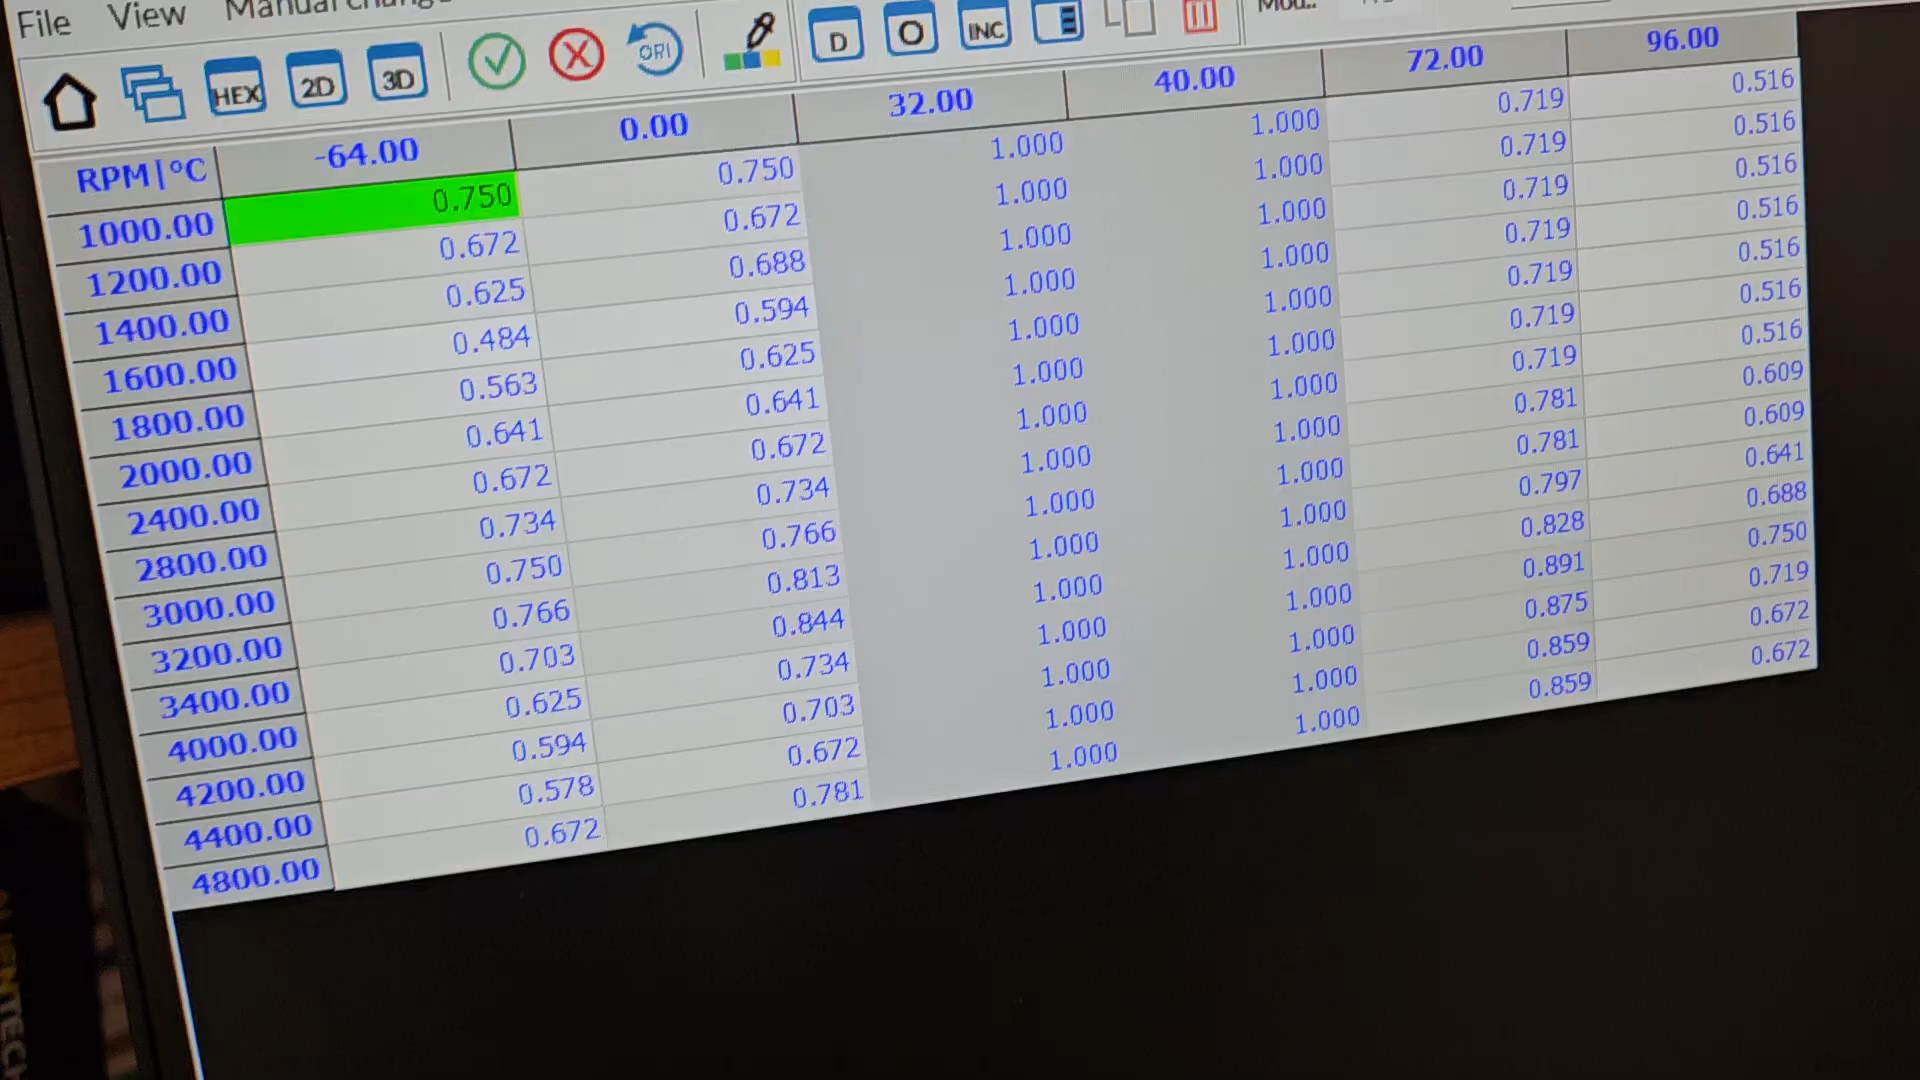 File View Manual
HEX 2D 3D ORI D O INC
RPM|°C -64.00 0.00 32.00 40.00 72.00 96.00
1000.00 0.750 0.750 1.000 1.000 0.719 0.516
1200.00 0.672 0.672 1.000 1.000 0.719 0.516
1400.00 0.625 0.688 1.000 1.000 0.719 0.516
1600.00 0.484 0.594 1.000 1.000 0.719 0.516
1800.00 0.563 0.625 1.000 1.000 0.719 0.516
2000.00 0.641 0.641 1.000 1.000 0.719 0.516
2400.00 0.672 0.672 1.000 1.000 0.719 0.516
2800.00 0.734 0.734 1.000 1.000 0.781 0.609
3000.00 0.750 0.766 1.000 1.000 0.781 0.609
3200.00 0.766 0.813 1.000 1.000 0.797 0.641
3400.00 0.703 0.844 1.000 1.000 0.828 0.688
4000.00 0.625 0.734 1.000 1.000 0.891 0.750
4200.00 0.594 0.703 1.000 1.000 0.875 0.719
4400.00 0.578 0.672 1.000 1.000 0.859 0.672
4800.00 0.672 0.781 1.000 1.000 0.859 0.672